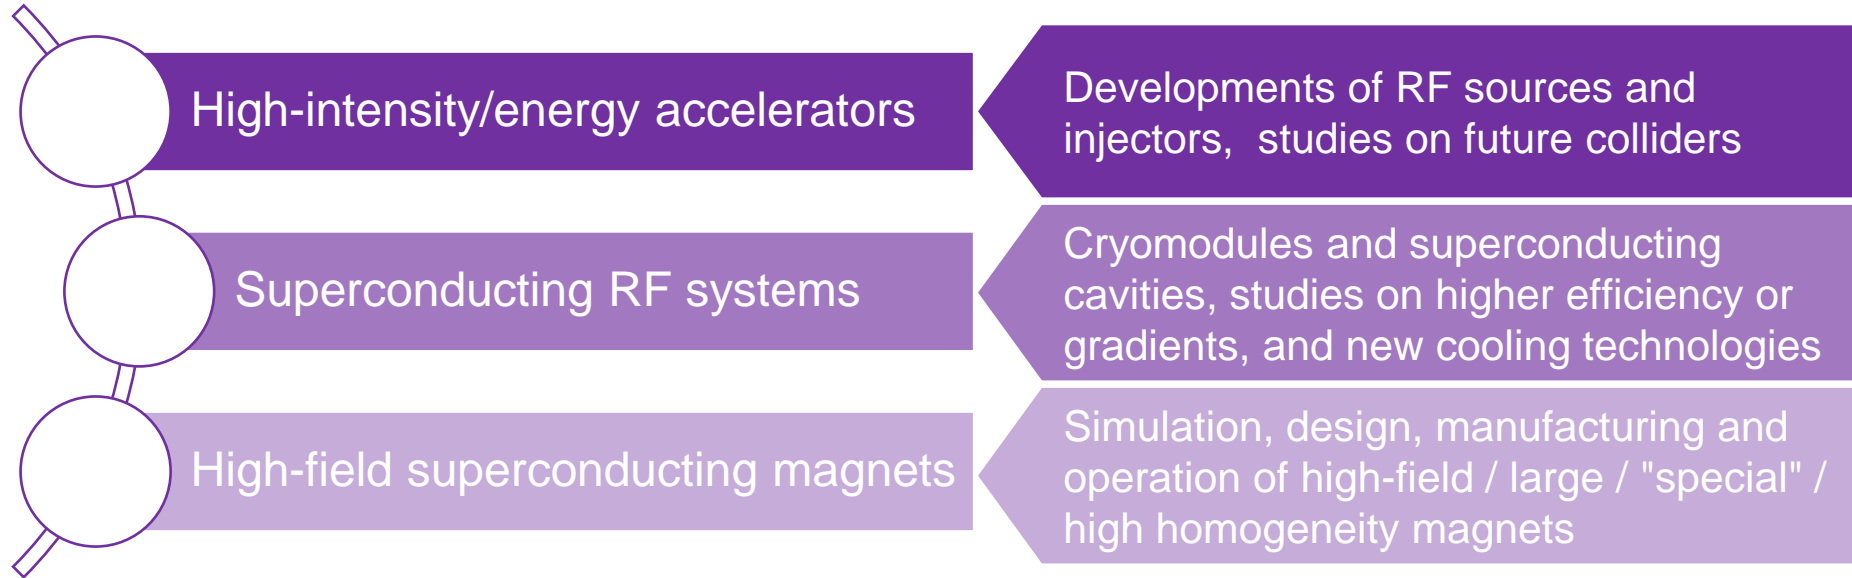 High-intensity/energy accelerators
Developments of RF sources and
injectors,  studies on future colliders
Superconducting RF systems
Cryomodules and superconducting
cavities, studies on higher efficiency or
gradients, and new cooling technologies
High-field superconducting magnets
Simulation, design, manufacturing and
operation of high-field / large / "special" /
high homogeneity magnets